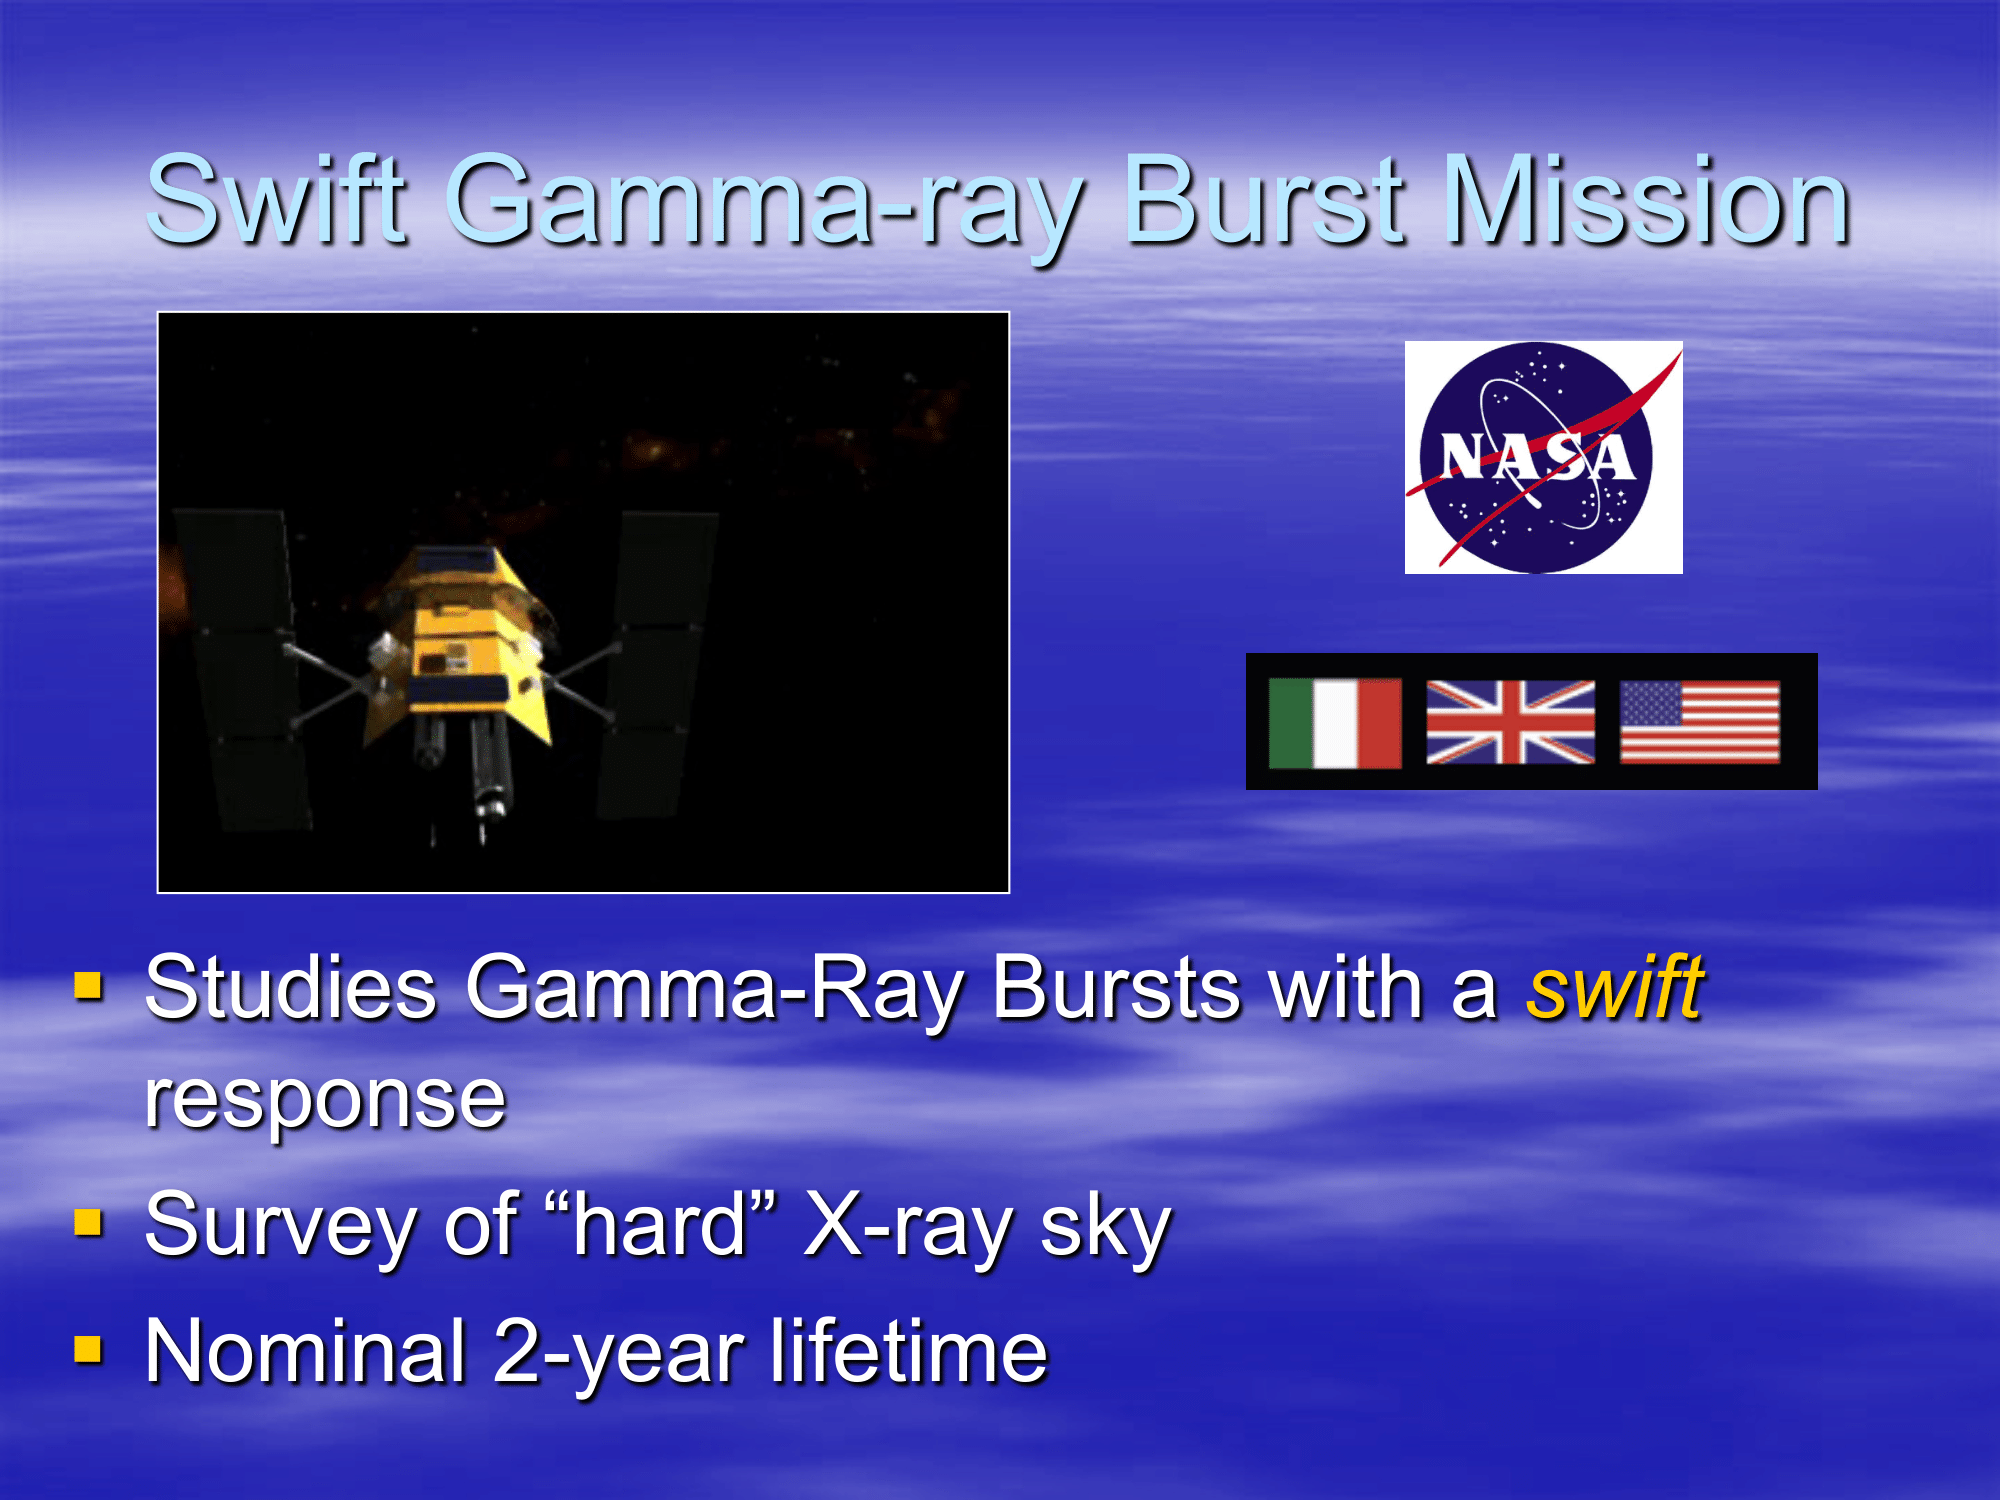 Swift Gamma-ray Burst Mission
NASA
▪ Studies Gamma-Ray Bursts with a swift
response
▪ Survey of “hard” X-ray sky
▪ Nominal 2-year lifetime